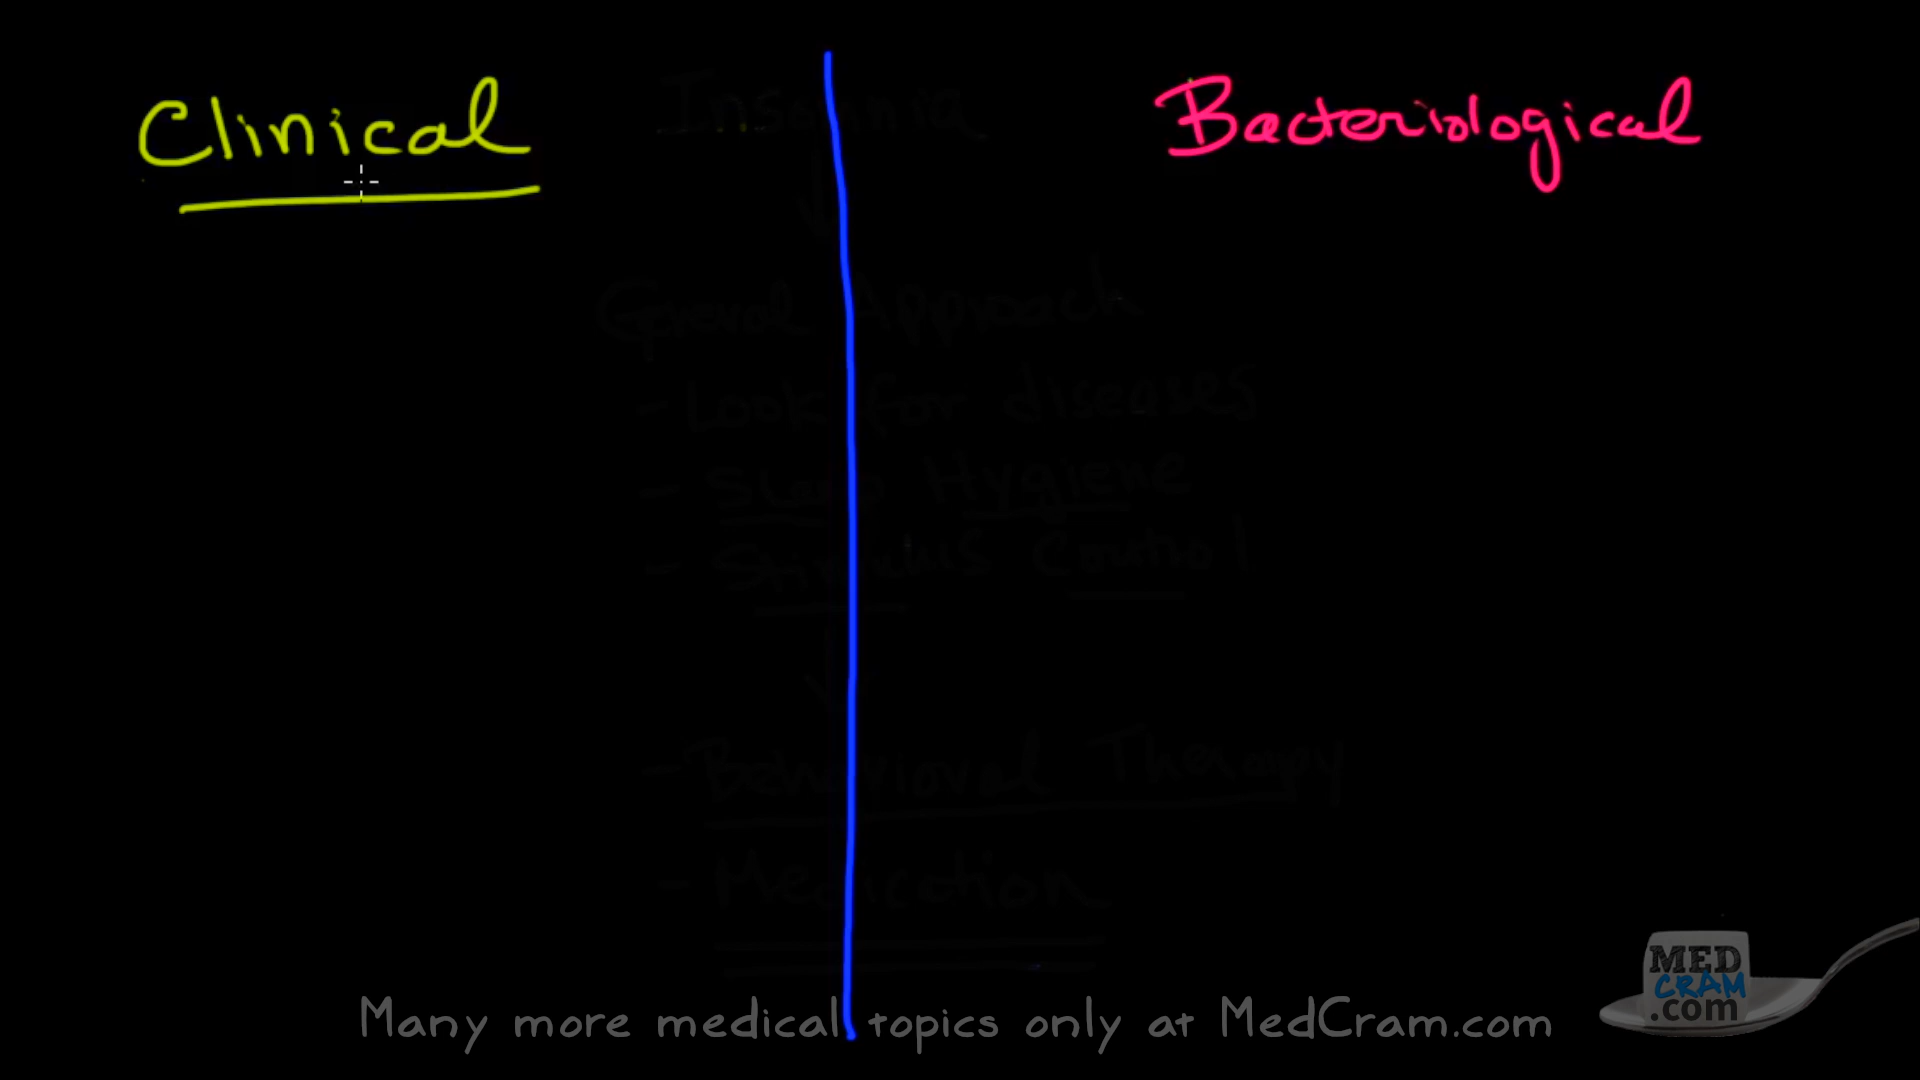 Clinical
Bacteriological
Insomnia
General Approach
- Look for diseases
- Sleep Hygiene
- Stimulus Control
- Behavioral Therapy
- Medication
Many more medical topics only at MedCram.com
MED
CRAM
.com